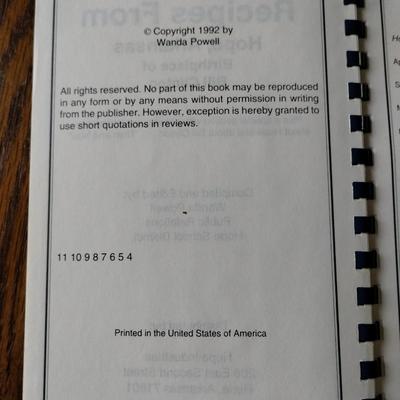 © Copyright 1992 by
Wanda Powell
All rights reserved. No part of this book may be reproduced
in any form or by any means without permission in writing
from the publisher. However, exception is hereby granted to
use short quotations in reviews.
11 10 9 8 7 6 5 4
Printed in the United States of America